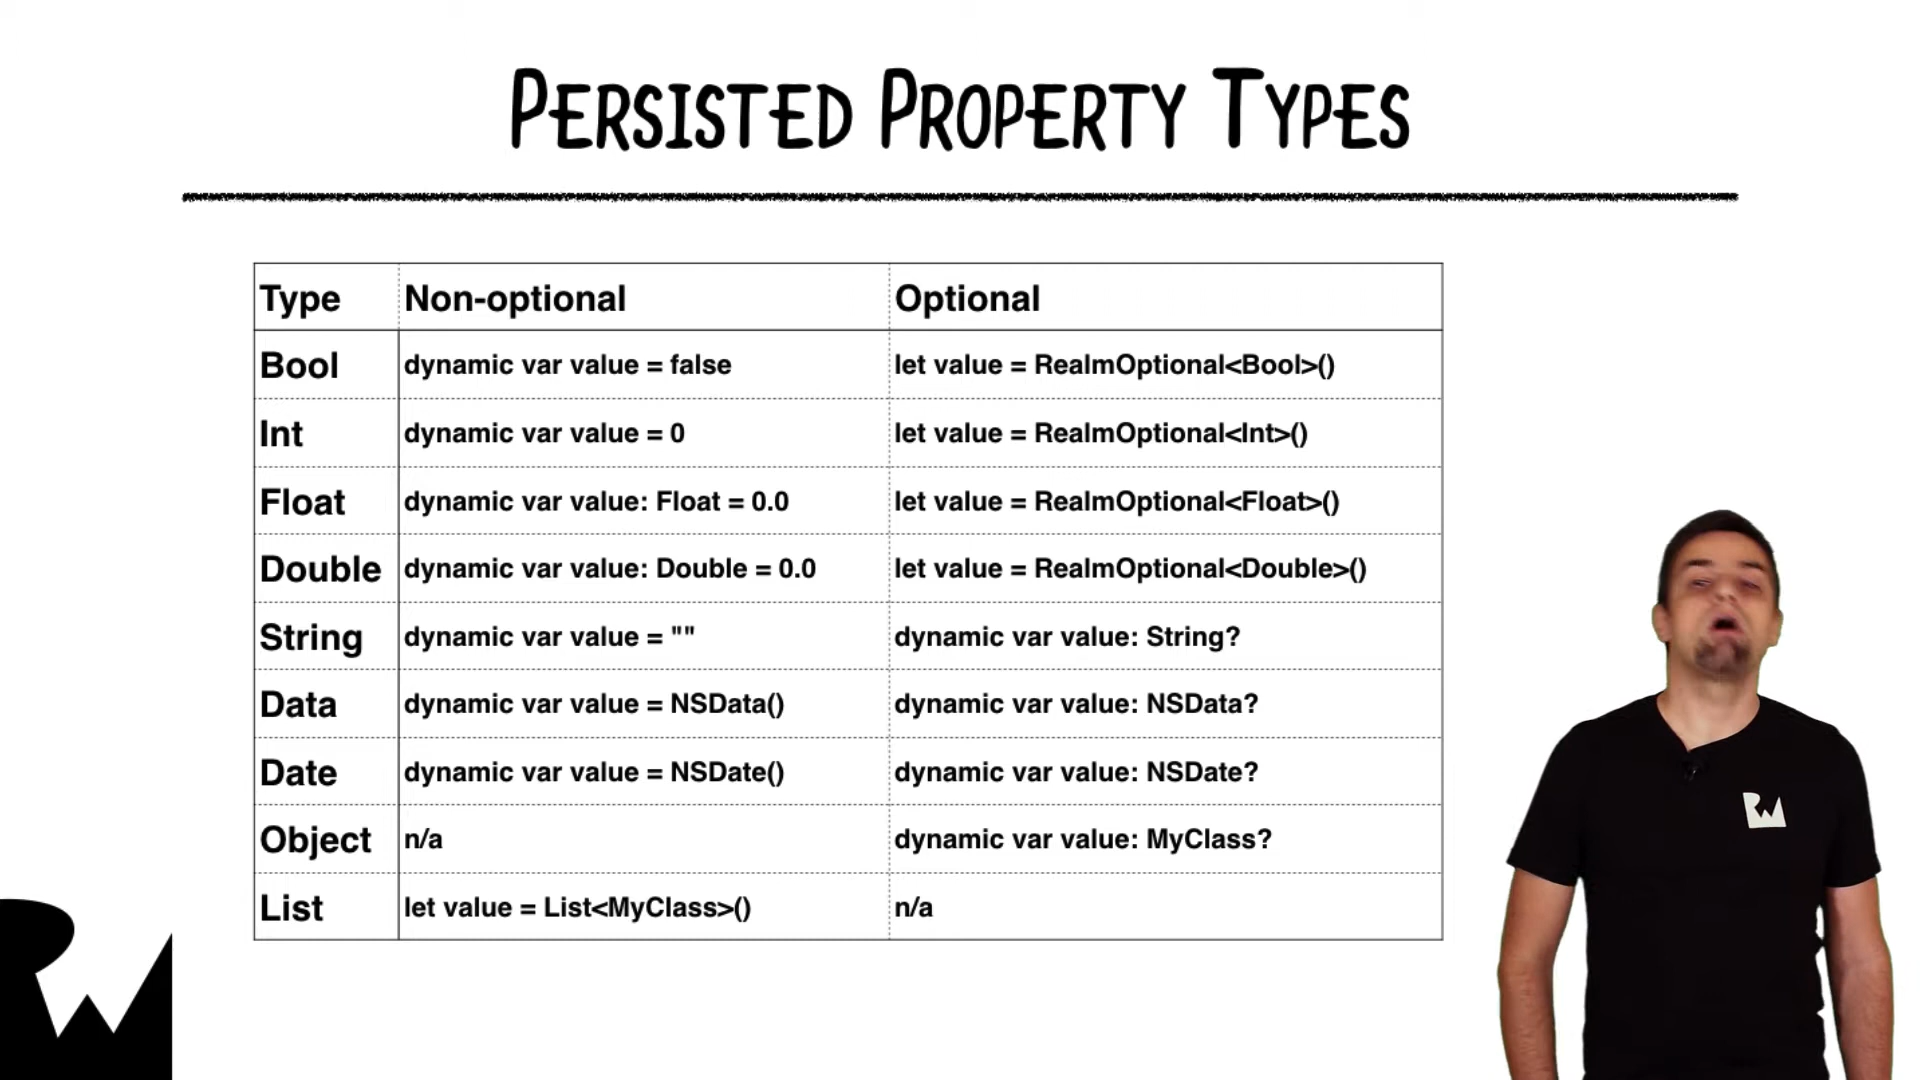 PERSISTED PROPERTY TYPES
Type Non-optional Optional
Bool dynamic var value = false let value = RealmOptional<Bool>()
Int dynamic var value = 0 let value = RealmOptional<Int>()
Float dynamic var value: Float = 0.0 let value = RealmOptional<Float>()
Double dynamic var value: Double = 0.0 let value = RealmOptional<Double>()
String dynamic var value = "" dynamic var value: String?
Data dynamic var value = NSData() dynamic var value: NSData?
Date dynamic var value = NSDate() dynamic var value: NSDate?
Object n/a dynamic var value: MyClass?
List let value = List<MyClass>() n/a
RW
RW